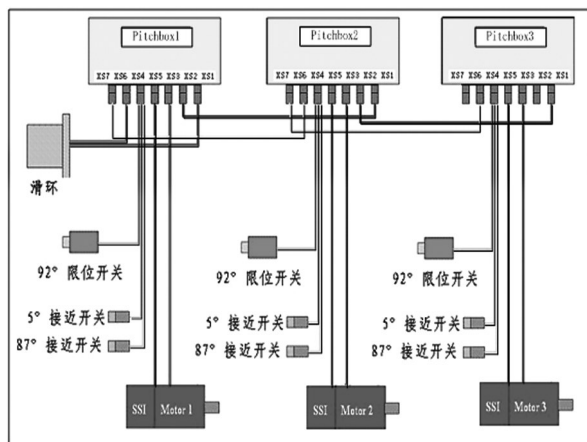 Pitchbox1
Pitchbox2
Pitchbox3
XS7 XS6 XS4 XS5 XS3 XS2 XS1
XS7 XS6 XS4 XS5 XS3 XS2 XS1
XS7 XS6 XS4 XS5 XS3 XS2 XS1
滑环
92° 限位开关
92° 限位开关
92° 限位开关
5° 接近开关
5° 接近开关
5° 接近开关
87° 接近开关
87° 接近开关
87° 接近开关
SSI Motor 1
SSI Motor 2
SSI Motor 3